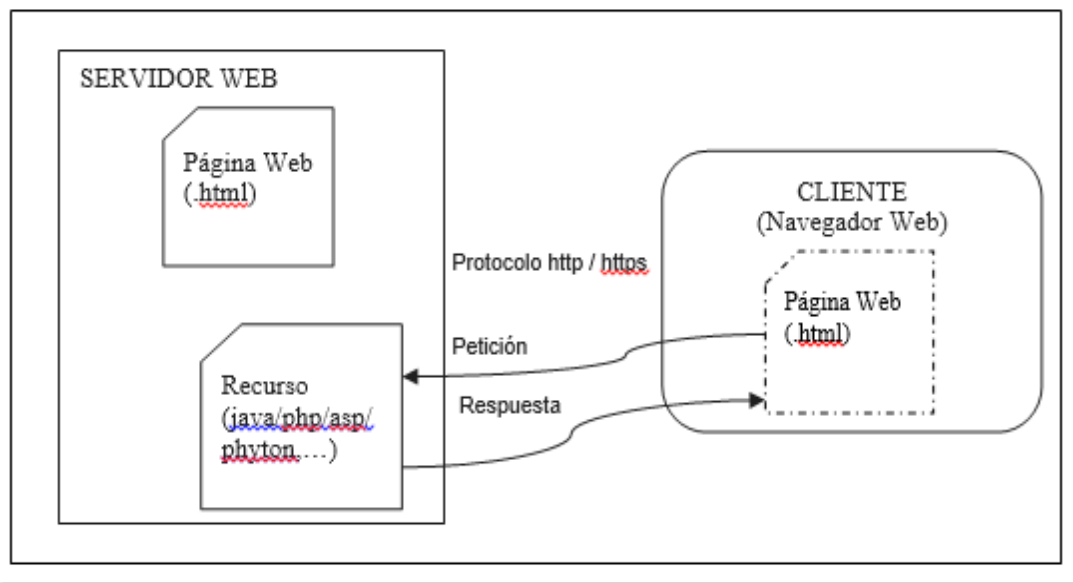 SERVIDOR WEB
Página Web
(.html)
CLIENTE
(Navegador Web)
Protocolo http / https
Página Web
(.html)
Petición
Recurso
(java/php/asp/
phyton,…)
Respuesta